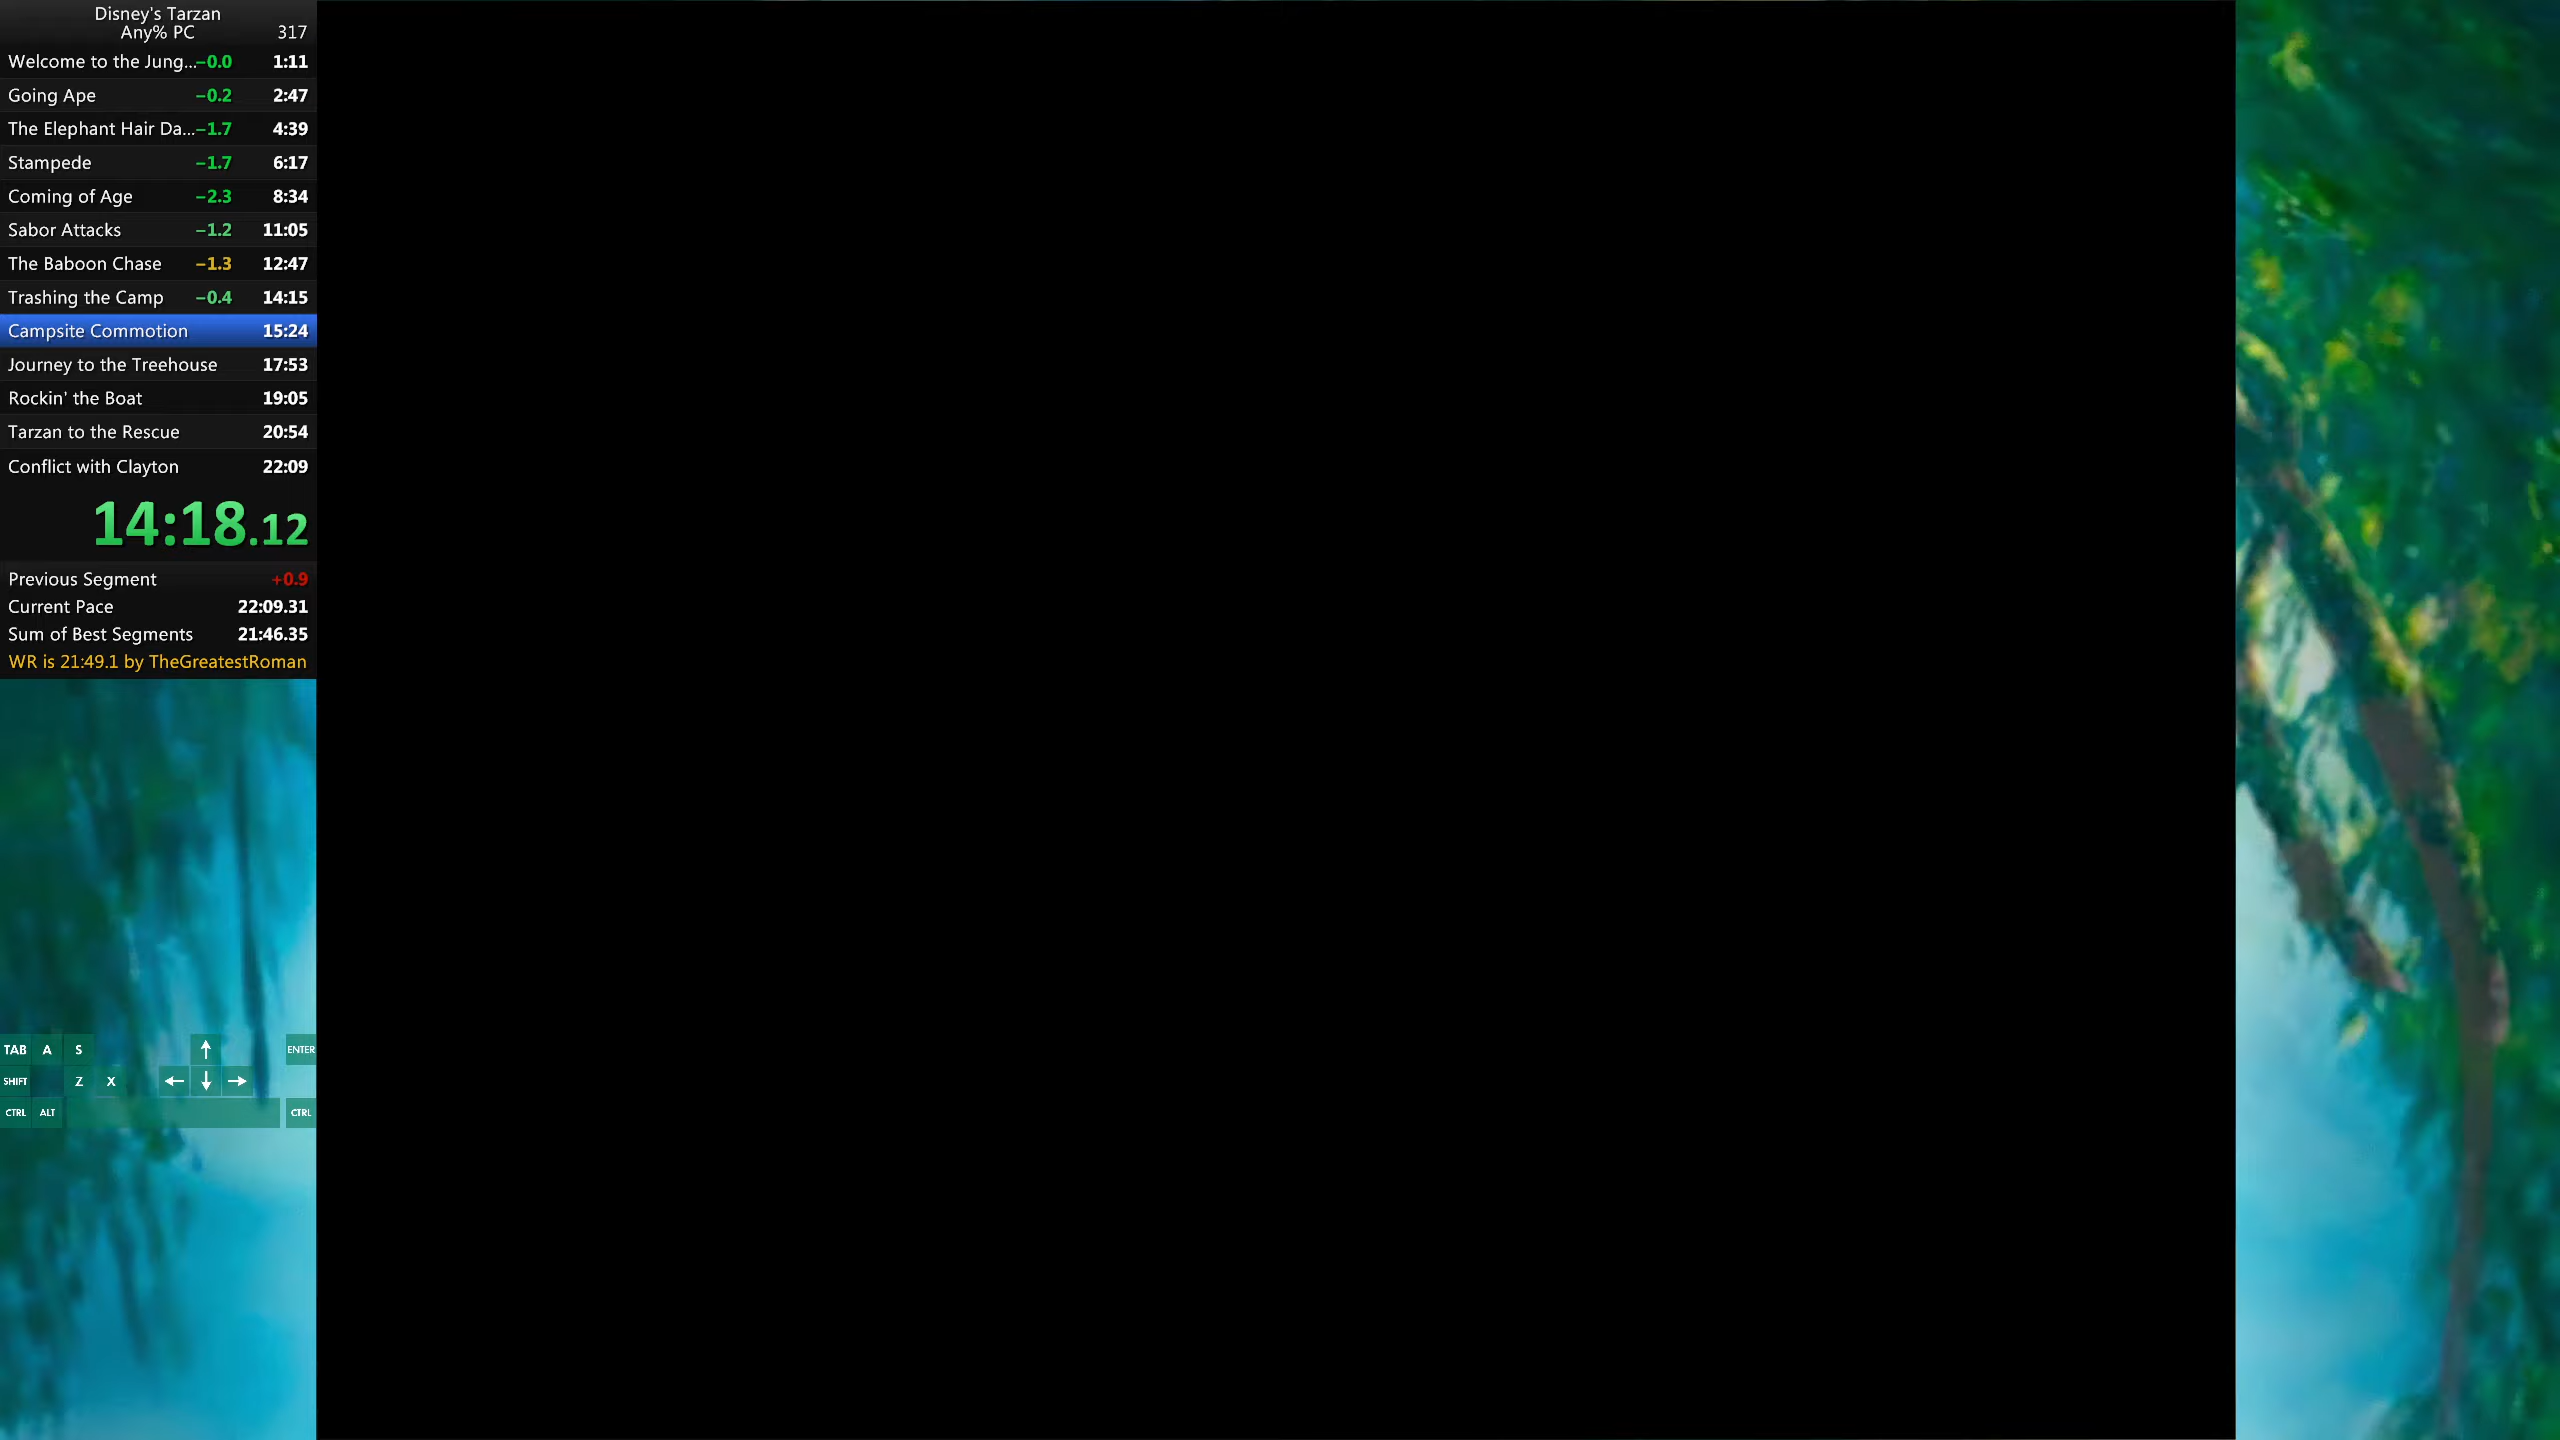 Disney's Tarzan
Any% PC 317
Welcome to the Jung... −0.0 1:11
Going Ape −0.2 2:47
The Elephant Hair Da... −1.7 4:39
Stampede −1.7 6:17
Coming of Age −2.3 8:34
Sabor Attacks −1.2 11:05
The Baboon Chase −1.3 12:47
Trashing the Camp −0.4 14:15
Campsite Commotion 15:24
Journey to the Treehouse 17:53
Rockin' the Boat 19:05
Tarzan to the Rescue 20:54
Conflict with Clayton 22:09
14:18.12
Previous Segment +0.9
Current Pace 22:09.31
Sum of Best Segments 21:46.35
WR is 21:49.1 by TheGreatestRoman
TAB A S ↑ ENTER
SHIFT Z X ← ↓ →
CTRL ALT CTRL